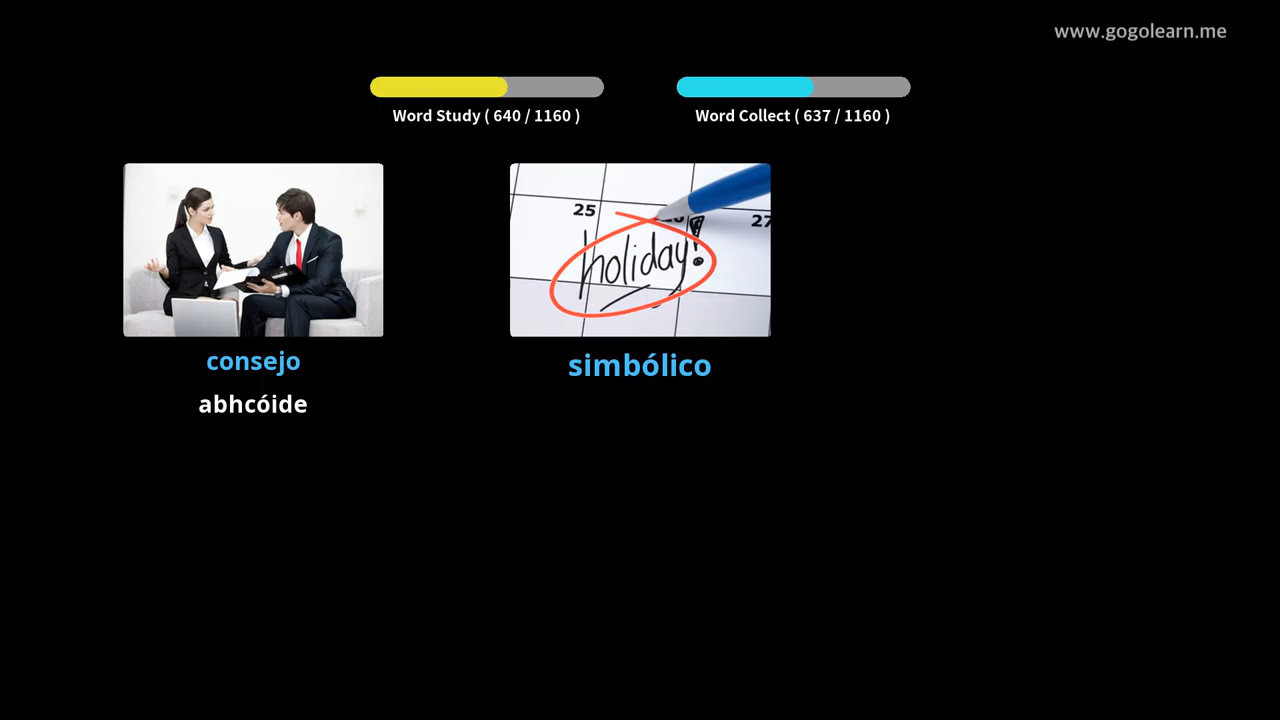 www.gogolearn.me
Word Study ( 640 / 1160 )
Word Collect ( 637 / 1160 )
25
27
holiday!
consejo
simbólico
abhcóide